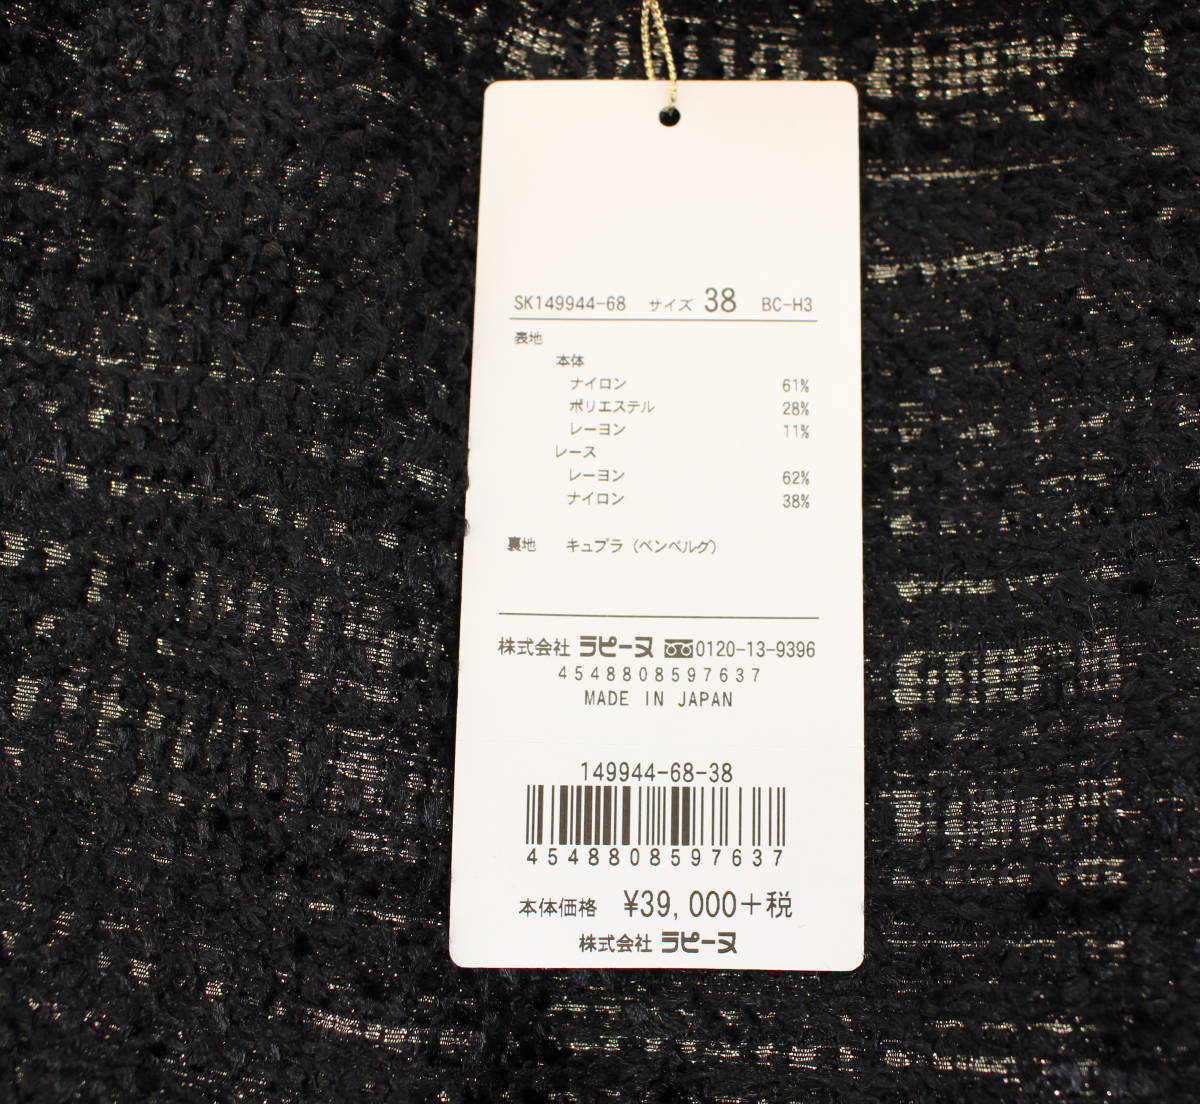 SK149944-68 サイズ 38 BC-H3
表地
本体
ナイロン 61%
ポリエステル 28%
レーヨン 11%
レース
レーヨン 62%
ナイロン 38%
裏地 キュプラ(ベンベルグ)
株式会社 ラピーヌ 0120-13-9396
4548808597637
MADE IN JAPAN
149944-68-38
4548808597637
本体価格 ¥39,000+税
株式会社 ラピーヌ